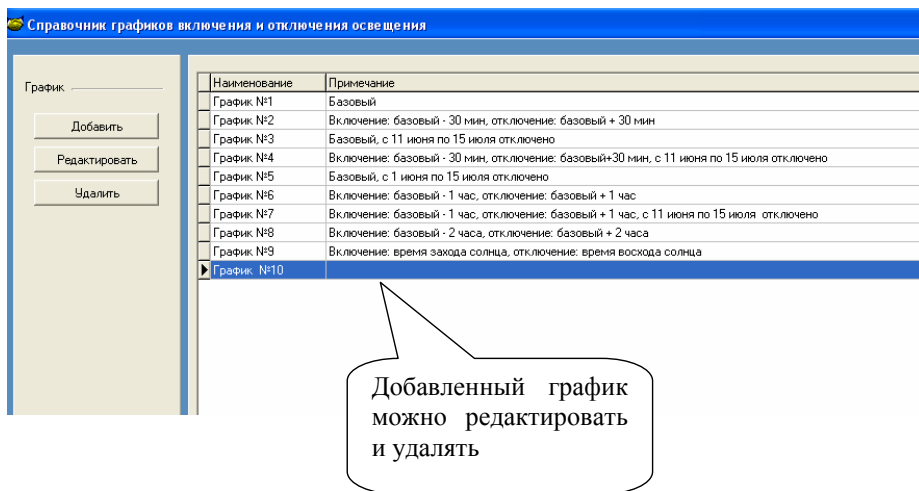 Справочник графиков включения и отключения освещения
График
Добавить
Редактировать
Удалить
Наименование Примечание
График №1 Базовый
График №2 Включение: базовый - 30 мин, отключение: базовый + 30 мин
График №3 Базовый, с 11 июня по 15 июля отключено
График №4 Включение: базовый - 30 мин, отключение: базовый+30 мин, с 11 июня по 15 июля отключено
График №5 Базовый, с 1 июня по 15 июля отключено
График №6 Включение: базовый - 1 час, отключение: базовый + 1 час
График №7 Включение: базовый - 1 час, отключение: базовый + 1 час, с 11 июня по 15 июля отключено
График №8 Включение: базовый - 2 часа, отключение: базовый + 2 часа
График №9 Включение: время захода солнца, отключение: время восхода солнца
График №10
Добавленный график
можно редактировать
и удалять